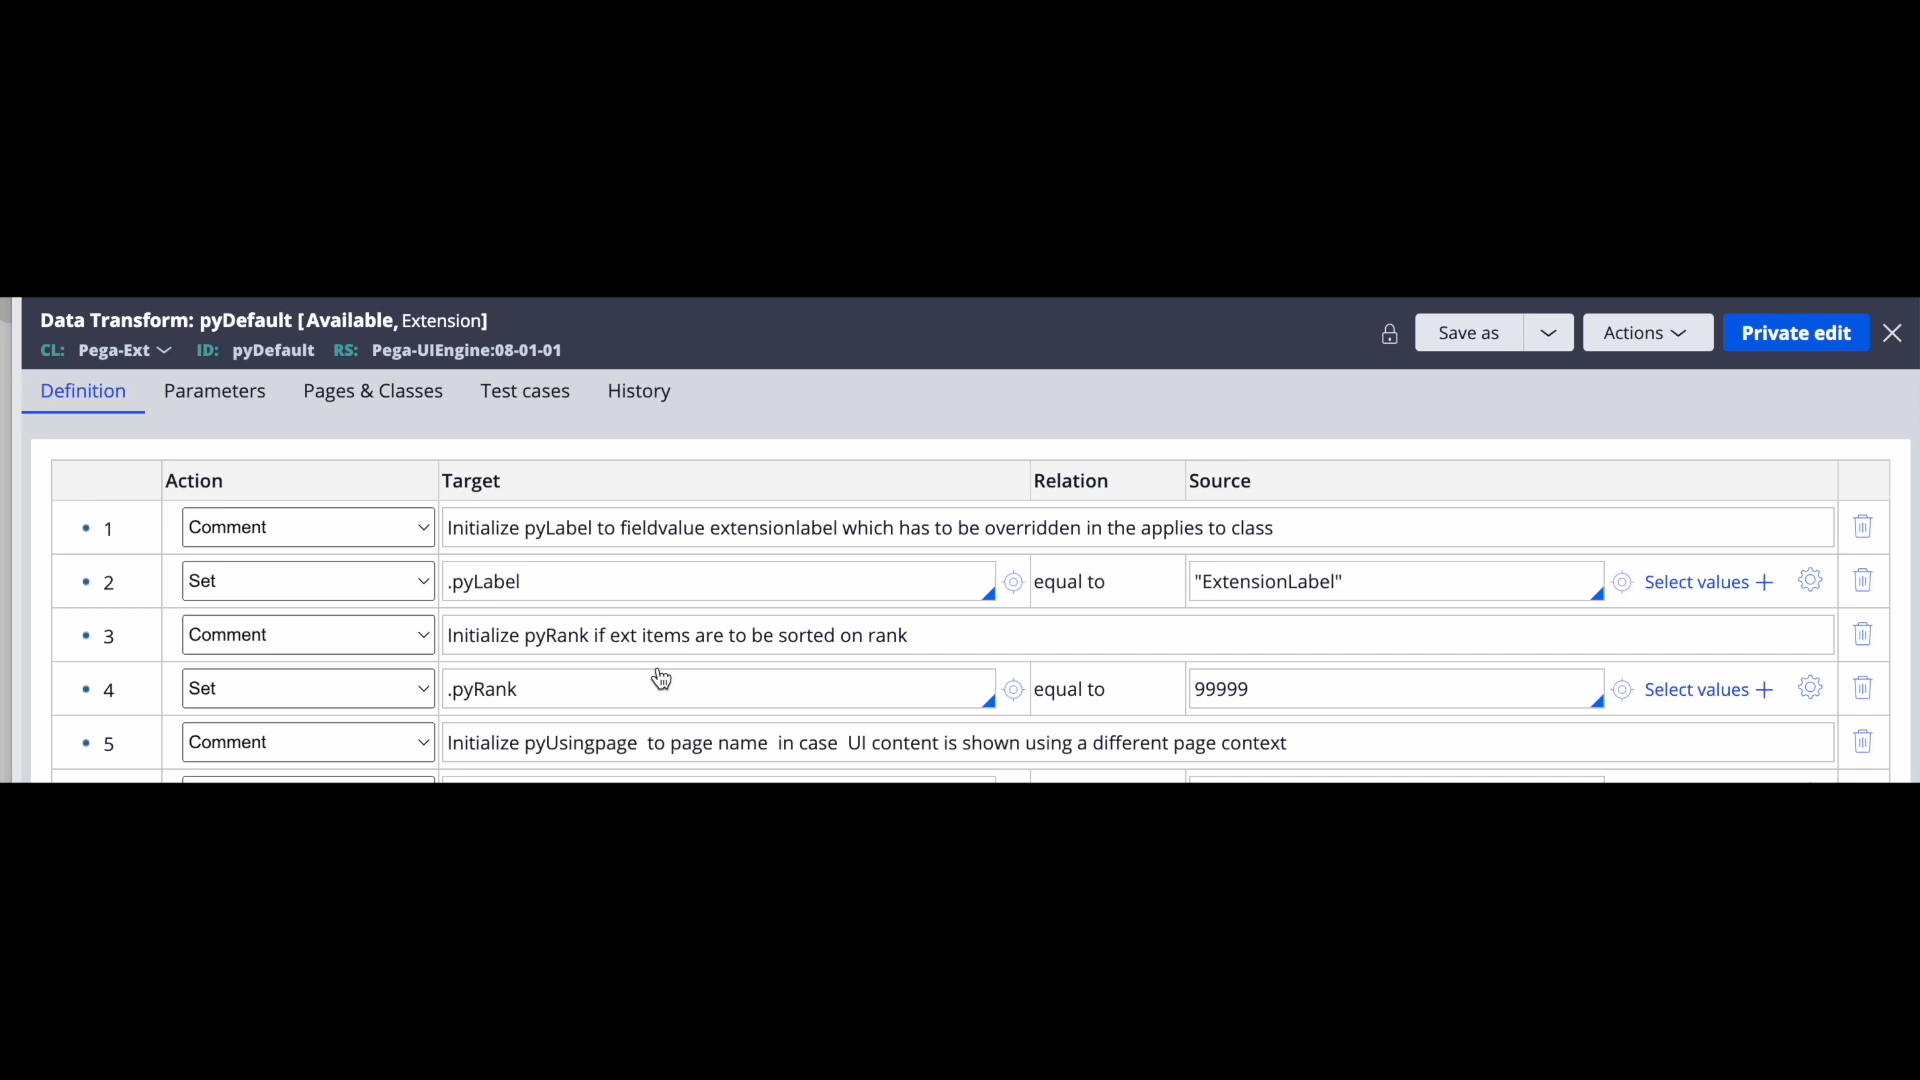 Data Transform: pyDefault [Available, Extension]
CL: Pega-Ext ID: pyDefault RS: Pega-UIEngine:08-01-01
Save as
Actions
Private edit
Definition Parameters Pages & Classes Test cases History
Action Target Relation Source
1 Comment Initialize pyLabel to fieldvalue extensionlabel which has to be overridden in the applies to class
2 Set .pyLabel equal to "ExtensionLabel" Select values
3 Comment Initialize pyRank if ext items are to be sorted on rank
4 Set .pyRank equal to 99999 Select values
5 Comment Initialize pyUsingpage to page name in case UI content is shown using a different page context